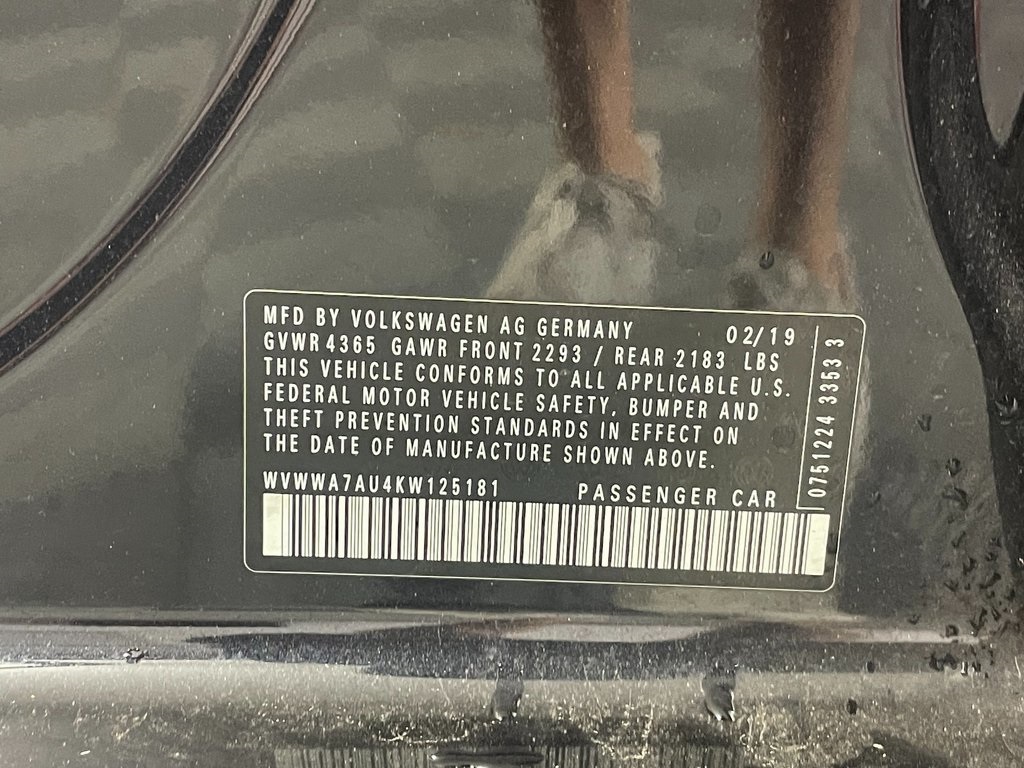 MFD BY VOLKSWAGEN AG GERMANY 02/19
GVWR 4365 GAWR FRONT 2293 / REAR 2183 LBS
THIS VEHICLE CONFORMS TO ALL APPLICABLE U.S.
FEDERAL MOTOR VEHICLE SAFETY, BUMPER AND
THEFT PREVENTION STANDARDS IN EFFECT ON
THE DATE OF MANUFACTURE SHOWN ABOVE.
WVWWA7AU4KW125181 PASSENGER CAR
0751224 3353 3